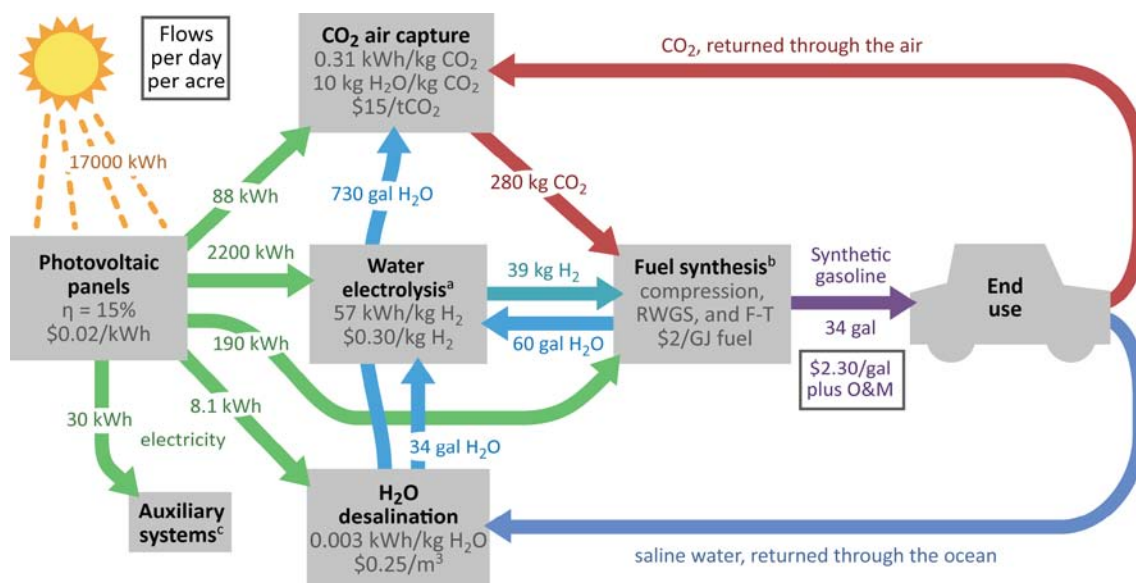 Flows
per day
per acre
17000 kWh
CO₂ air capture
0.31 kWh/kg CO₂
10 kg H₂O/kg CO₂
$15/tCO₂
CO₂, returned through the air
88 kWh
730 gal H₂O
280 kg CO₂
Photovoltaic
panels
η = 15%
$0.02/kWh
2200 kWh
Water
electrolysisᵃ
57 kWh/kg H₂
$0.30/kg H₂
39 kg H₂
60 gal H₂O
Fuel synthesisᵇ
compression,
RWGS, and F-T
$2/GJ fuel
Synthetic
gasoline
34 gal
$2.30/gal
plus O&M
End
use
190 kWh
30 kWh
8.1 kWh
electricity
34 gal H₂O
Auxiliary
systemsᶜ
H₂O
desalination
0.003 kWh/kg H₂O
$0.25/m³
saline water, returned through the ocean